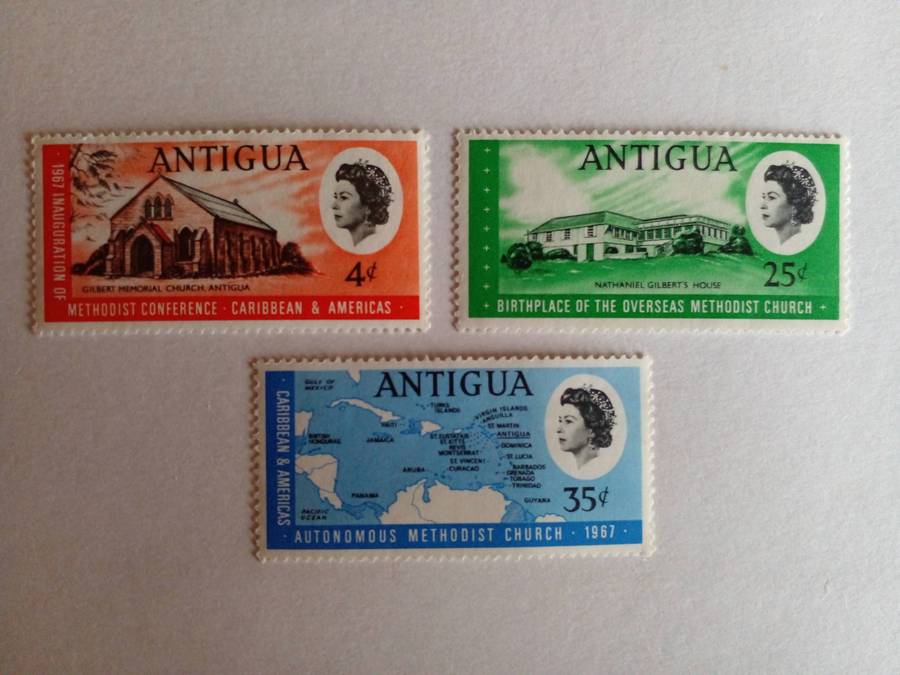 ANTIGUA
1967 INAUGURATION OF
4¢
GILBERT MEMORIAL CHURCH, ANTIGUA
METHODIST CONFERENCE · CARIBBEAN & AMERICAS ·
ANTIGUA
25¢
NATHANIEL GILBERT'S HOUSE
BIRTHPLACE OF THE OVERSEAS METHODIST CHURCH
ANTIGUA
· CARIBBEAN & AMERICAS
GULF OF
MEXICO
TURKS
ISLANDS
VIRGIN ISLANDS
ANGUILLA
HAITI
ST. MARTIN
BRITISH
HONDURAS
JAMAICA
ST. EUSTATIUS
ST. KITTS
NEVIS
MONTSERRAT
ANTIGUA
DOMINICA
ST. LUCIA
ST. VINCENT
ARUBA
CURACAO
BARBADOS
GRENADA
TOBAGO
TRINIDAD
PANAMA
GUYANA
PACIFIC
OCEAN
35¢
· AUTONOMOUS METHODIST CHURCH · 1967 ·